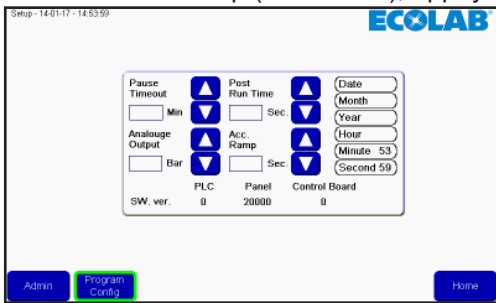 Setup - 14-01-17 - 14:53:59
ECOLAB
Pause Timeout
Min
Post Run Time
Sec.
Analouge Output
Bar
Acc. Ramp
Sec.
Date
Month
Year
Hour
Minute 53
Second 59
PLC Panel Control Board
SW. ver. 0 20000 0
Admin
Program Config
Home